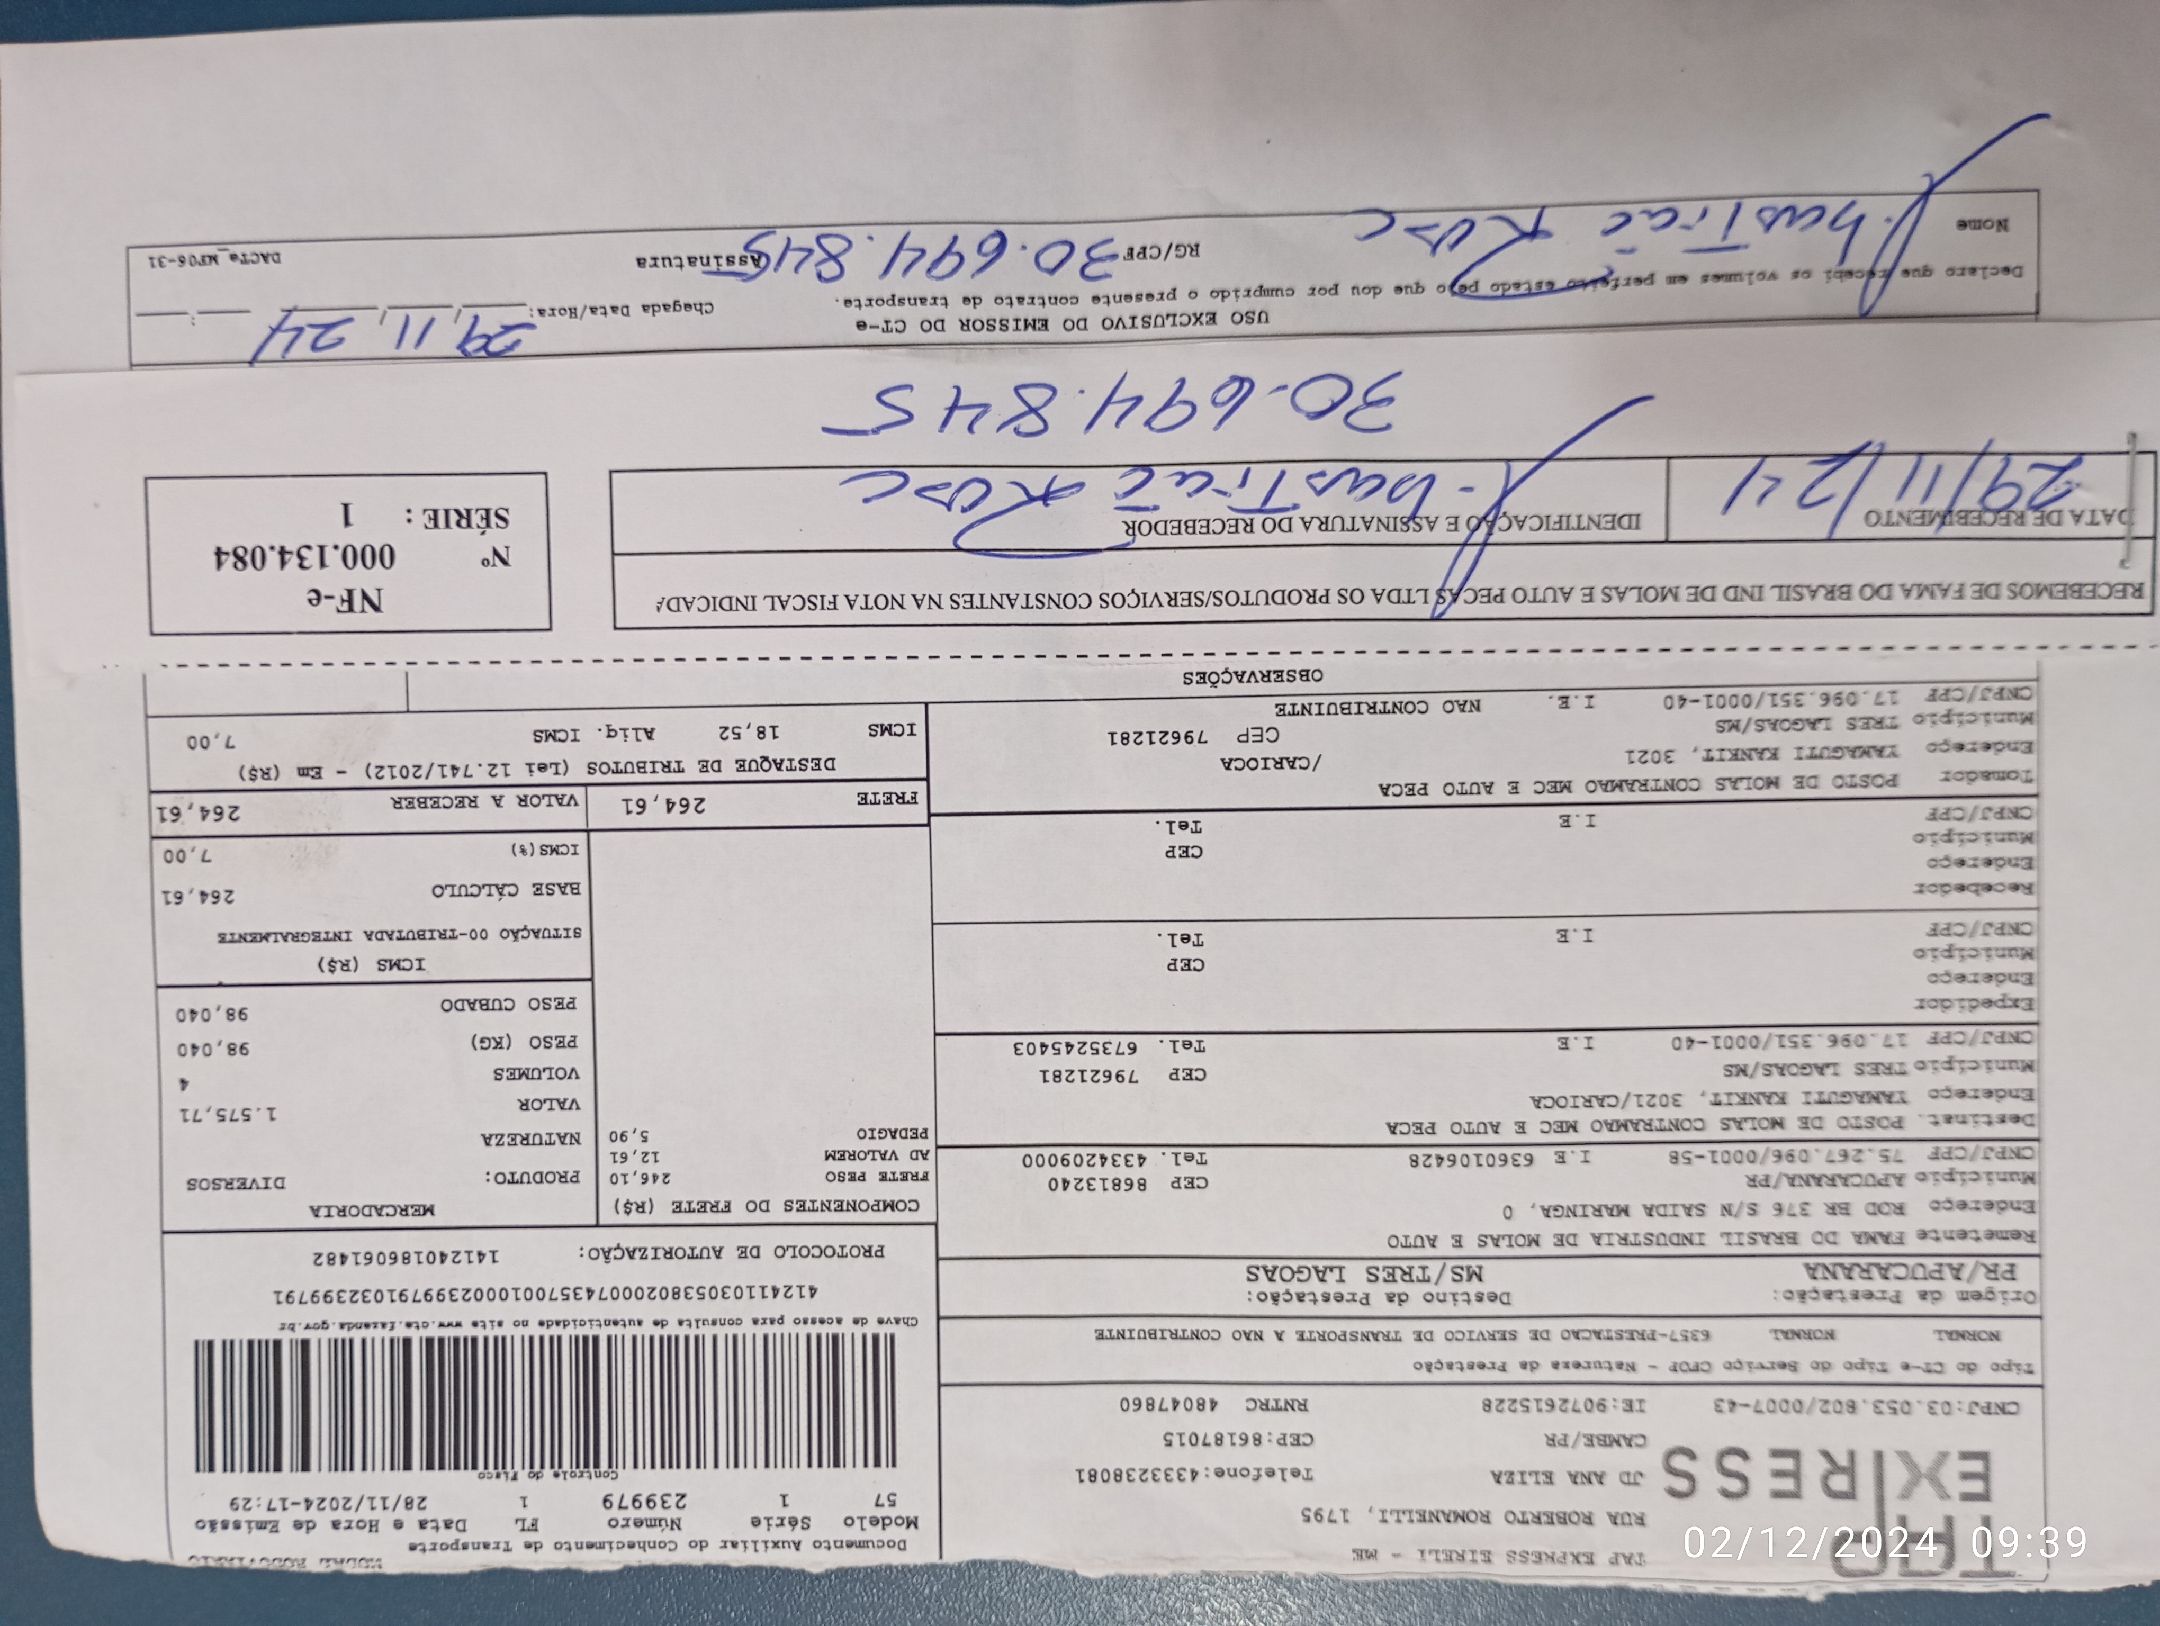 TAP
EXPRESS
TAP EXPRESS EIRELI - ME
RUA ROBERTO ROMANELLI, 1795
JD ANA ELIZA Telefone:4333238081
CAMBE/PR CEP:86187015
CNPJ:03.053.802/0007-43 IE:9072615228 RNTRC 48047860
MODAL RODOVIARIO
Documento Auxiliar do Conhecimento de Transporte
Modelo Série Número FL Data e Hora de Emissão
57 1 239979 1 28/11/2024-17:29
Controle do Fisco
Chave de acesso para consulta de autenticidade no site www.cte.fazenda.gov.br
41241103053802000743570010002399791032399791
PROTOCOLO DE AUTORIZAÇÃO: 141240186061482
Tipo do CT-e Tipo do Serviço CFOP - Natureza da Prestação
NORMAL NORMAL 6357-PRESTACAO DE SERVICO DE TRANSPORTE A NAO CONTRIBUINTE
Origem da Prestação: Destino da Prestação:
PR/APUCARANA MS/TRES LAGOAS
Remetente FAMA DO BRASIL INDUSTRIA DE MOLAS E AUTO
Endereço ROD BR 376 S/N SAIDA MARINGA, 0
Município APUCARANA/PR CEP 86813240
CNPJ/CPF 75.267.096/0001-58 I.E 6360106428 Tel. 4334209000
Destinat. POSTO DE MOLAS CONTRAMAO MEC E AUTO PECA
Endereço YAMAGUTI KANKIT, 3021/CARIOCA
Município TRES LAGOAS/MS CEP 79621281
CNPJ/CPF 17.096.351/0001-40 I.E Tel. 6735245403
Expedidor
Endereço
Município CEP
CNPJ/CPF I.E Tel.
Recebedor
Endereço
Município CEP
CNPJ/CPF I.E Tel.
Tomador POSTO DE MOLAS CONTRAMAO MEC E AUTO PECA
Endereço YAMAGUTI KANKIT, 3021 /CARIOCA
Município TRES LAGOAS/MS CEP 79621281
CNPJ/CPF 17.096.351/0001-40 I.E. NAO CONTRIBUINTE
COMPONENTES DO FRETE (R$)
FRETE PESO 246,10
AD VALOREM 12,61
PEDAGIO 5,90
MERCADORIA
PRODUTO: DIVERSOS
NATUREZA
VALOR 1.575,71
VOLUMES 4
PESO (KG) 98,040
PESO CUBADO 98,040
ICMS (R$)
SITUAÇÃO 00-TRIBUTADA INTEGRALMENTE
BASE CÁLCULO 264,61
ICMS(%) 7,00
FRETE 264,61 VALOR A RECEBER 264,61
DESTAQUE DE TRIBUTOS (Lei 12.741/2012) - Em (R$)
ICMS 18,52 Aliq. ICMS 7,00
OBSERVAÇÕES
RECEBEMOS DE FAMA DO BRASIL IND DE MOLAS E AUTO PECAS LTDA OS PRODUTOS/SERVIÇOS CONSTANTES NA NOTA FISCAL INDICADA
DATA DE RECEBIMENTO IDENTIFICAÇÃO E ASSINATURA DO RECEBEDOR
29/11/24
30.694.845
NF-e
Nº 000.134.084
SÉRIE : 1
USO EXCLUSIVO DO EMISSOR DO CT-e
Declaro que recebi os volumes em perfeito estado pelo que dou por cumprido o presente contrato de transporte.
Chegada Data/Hora: 29/11/24
Nome RG/CPF 30.694.845 Assinatura
DACTe MF06-31
02/12/2024 09:39